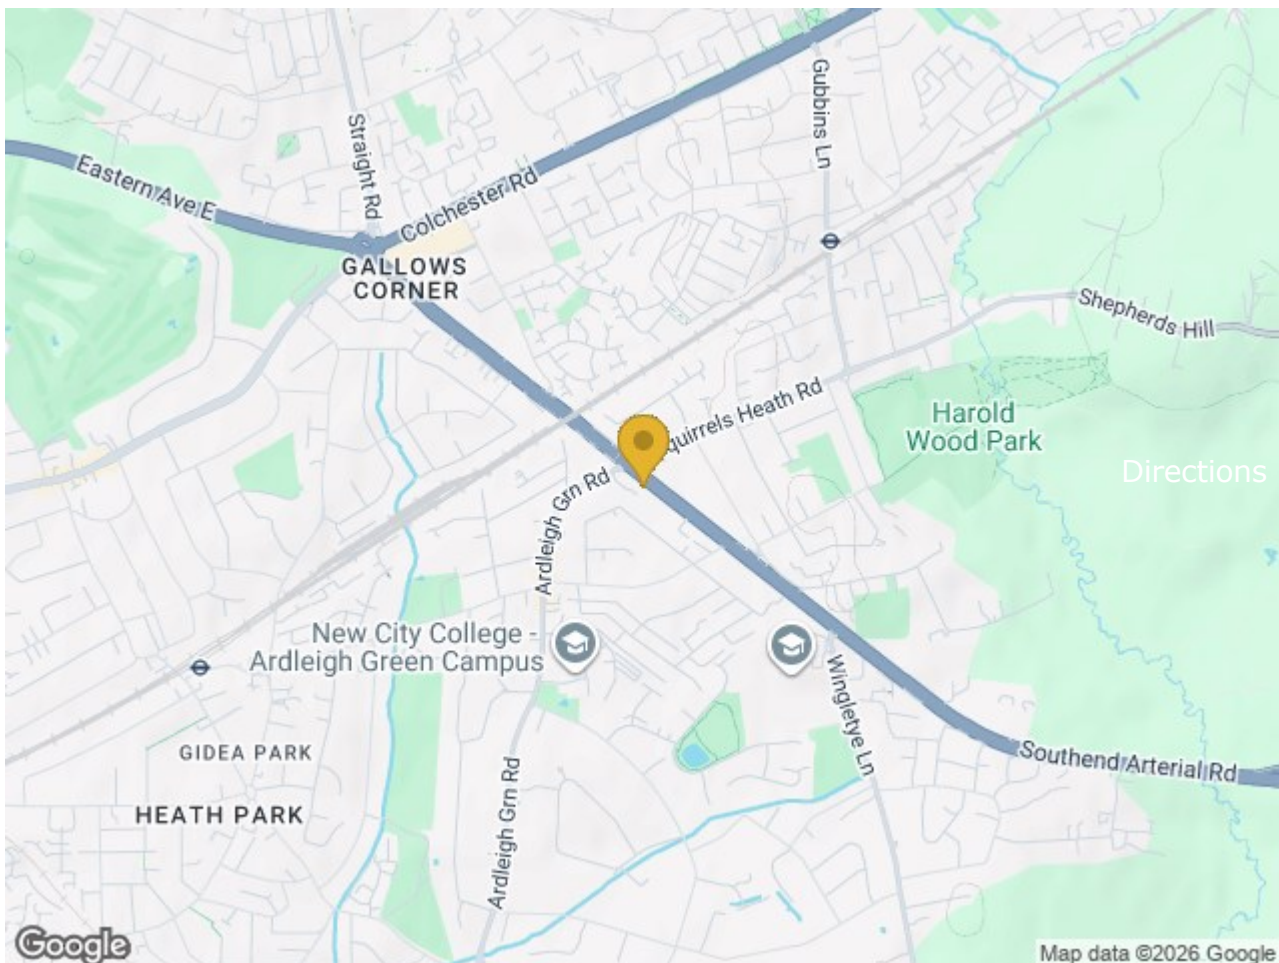 Gubbins Ln
Straight Rd
Eastern Ave E
Colchester Rd
GALLOWS
CORNER
Shepherds Hill
quirrels Heath Rd
Harold
Wood Park
Directions
Ardleigh Grn Rd
New City College -
Ardleigh Green Campus
Wingletye Ln
GIDEA PARK
Southend Arterial Rd
HEATH PARK
Ardleigh Grn Rd
Google
Map data ©2026 Google